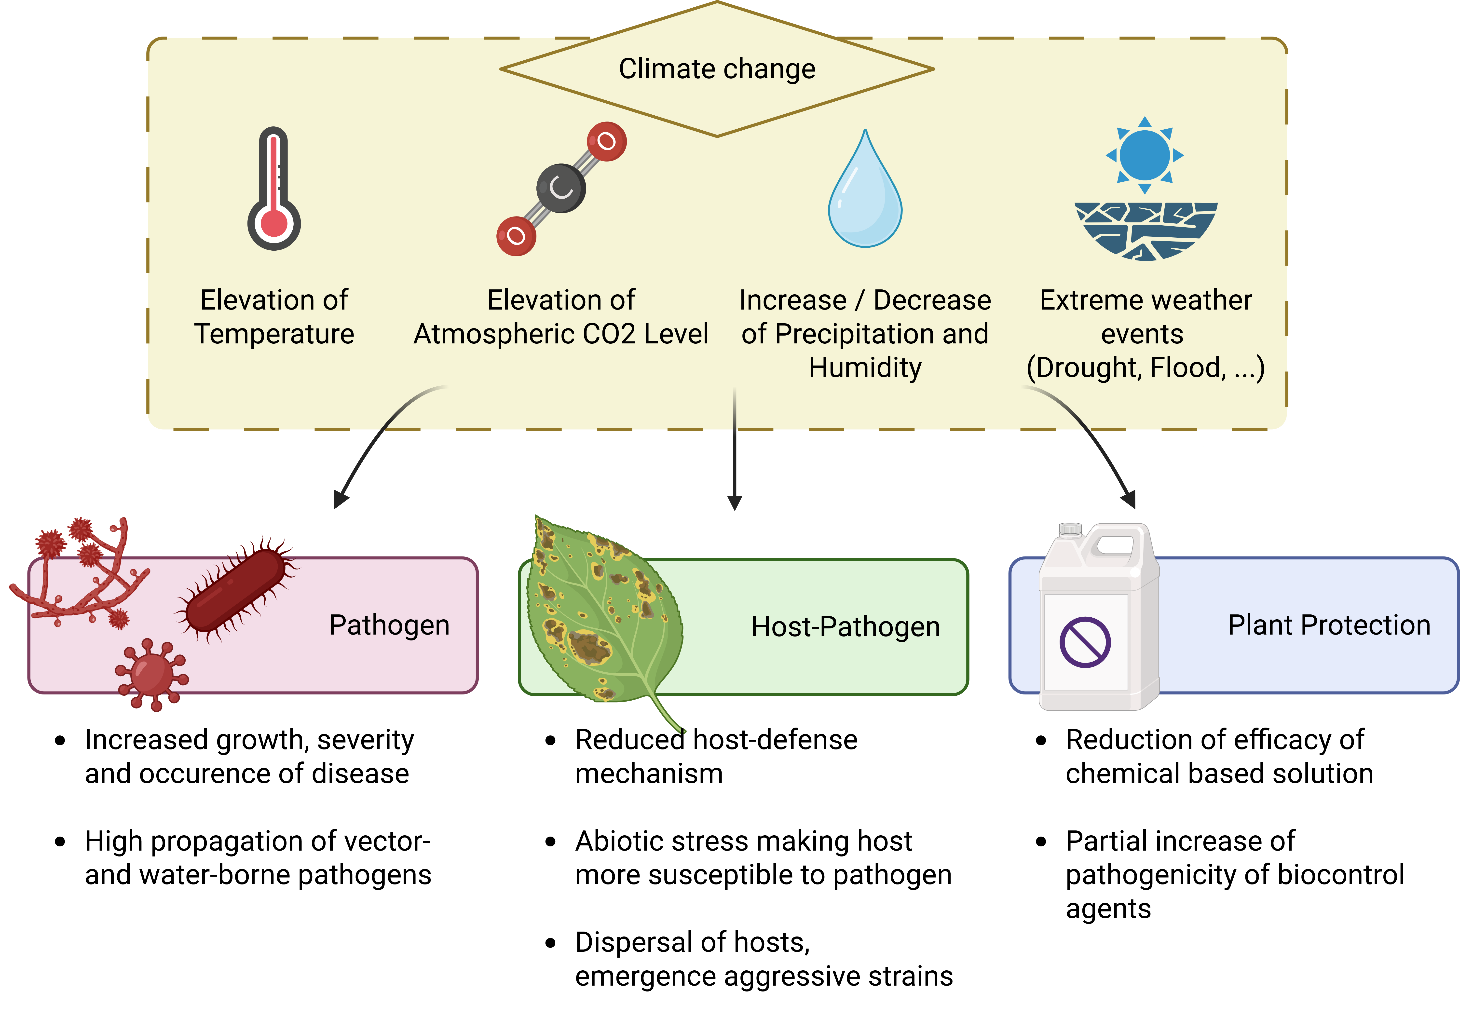 Climate change
Elevation of
Temperature
Elevation of
Atmospheric CO2 Level
Increase / Decrease
of Precipitation and
Humidity
Extreme weather
events
(Drought, Flood, ...)
O
C
O
Pathogen
Host-Pathogen
Plant Protection
• Increased growth, severity
and occurence of disease
• High propagation of vector-
and water-borne pathogens
• Reduced host-defense
mechanism
• Abiotic stress making host
more susceptible to pathogen
• Dispersal of hosts,
emergence aggressive strains
• Reduction of efficacy of
chemical based solution
• Partial increase of
pathogenicity of biocontrol
agents